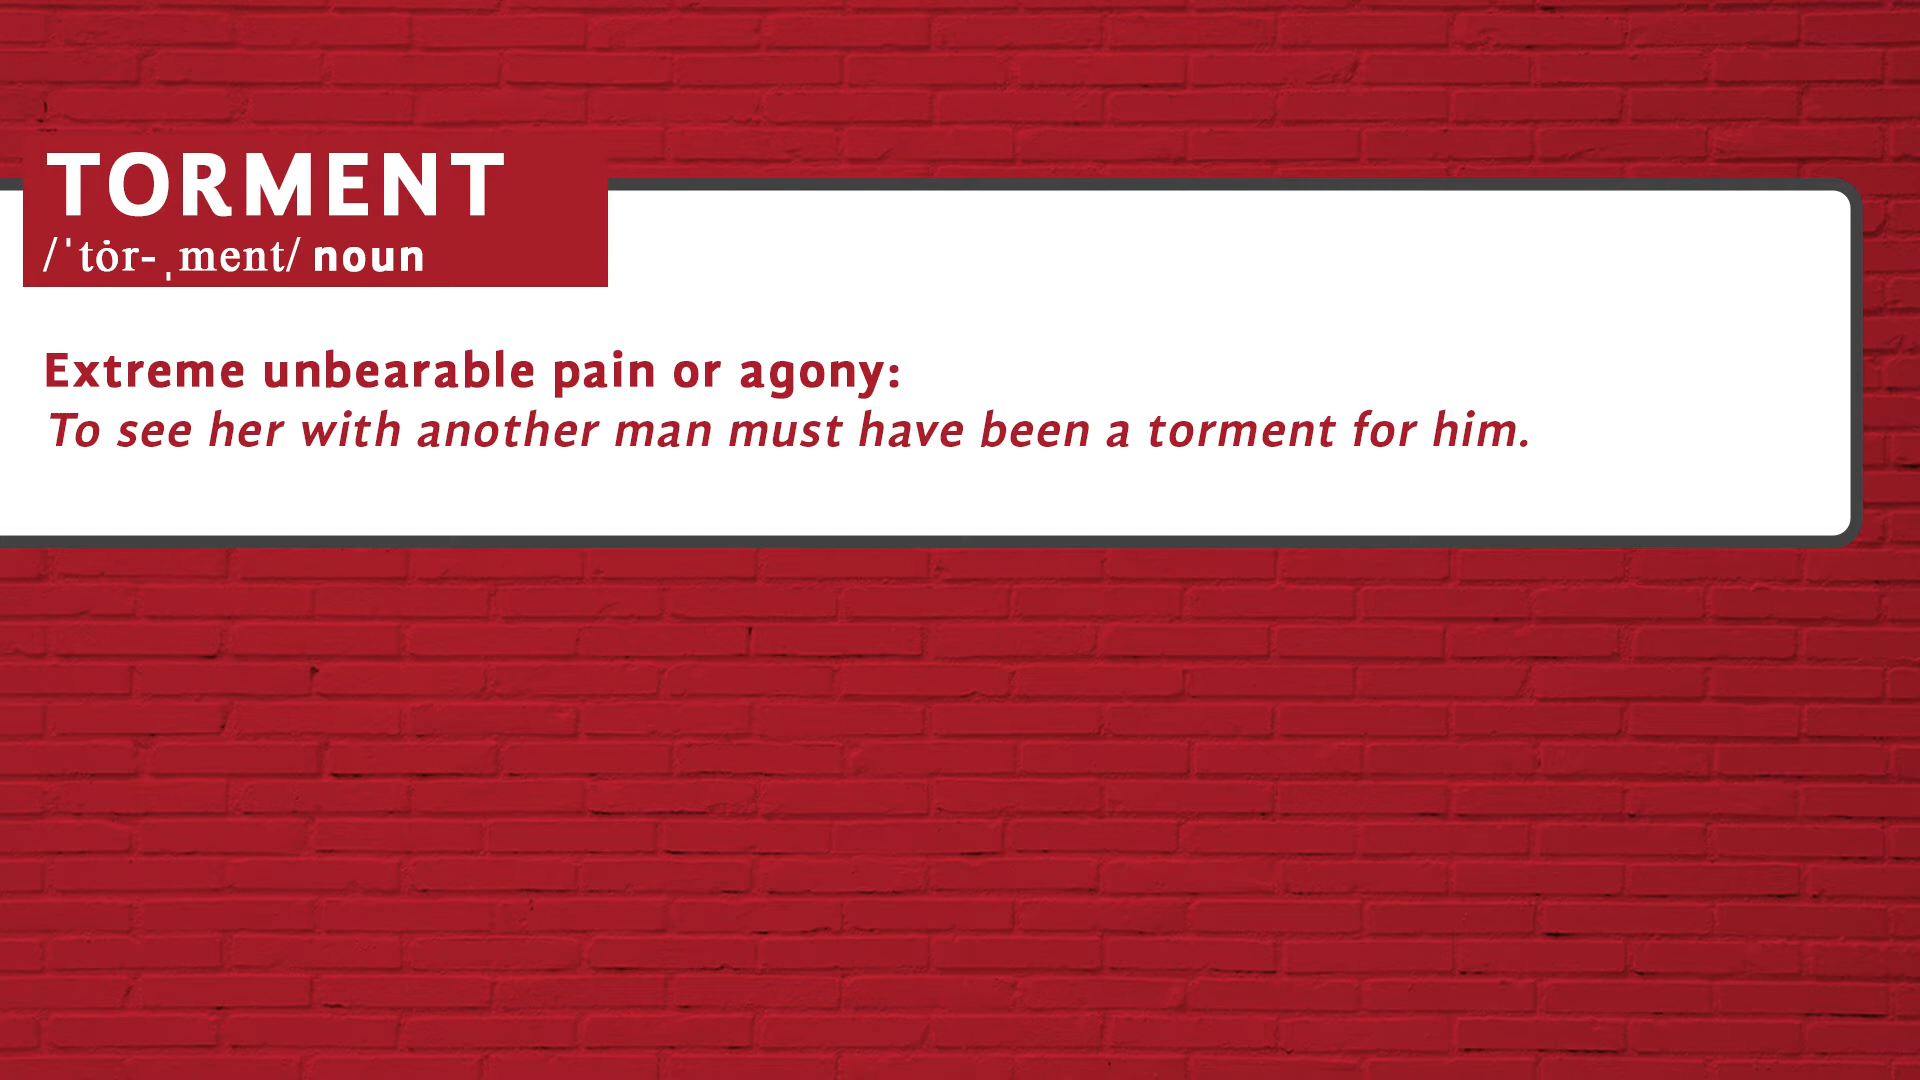 TORMENT
/ˈtȯr-ˌment/ noun
Extreme unbearable pain or agony:
To see her with another man must have been a torment for him.